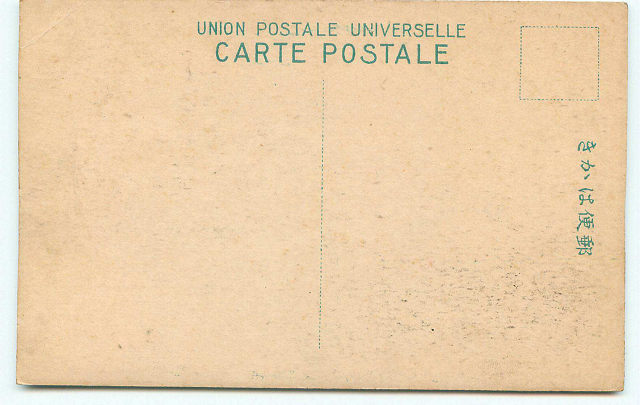 UNION POSTALE UNIVERSELLE
CARTE POSTALE
郵便はかき